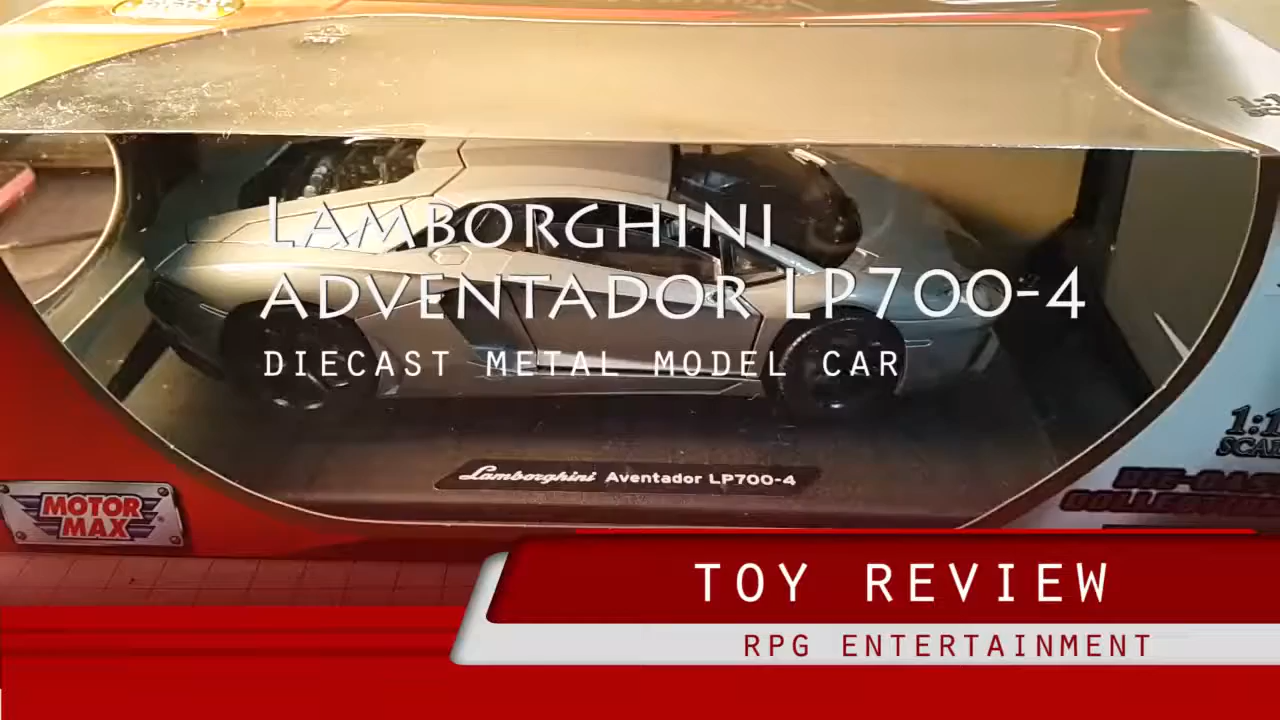 LAMBORGHINI
ADVENTADOR LP700-4
DIECAST METAL MODEL CAR
Lamborghini Aventador LP700-4
MOTOR
MAX
TOY REVIEW
RPG ENTERTAINMENT